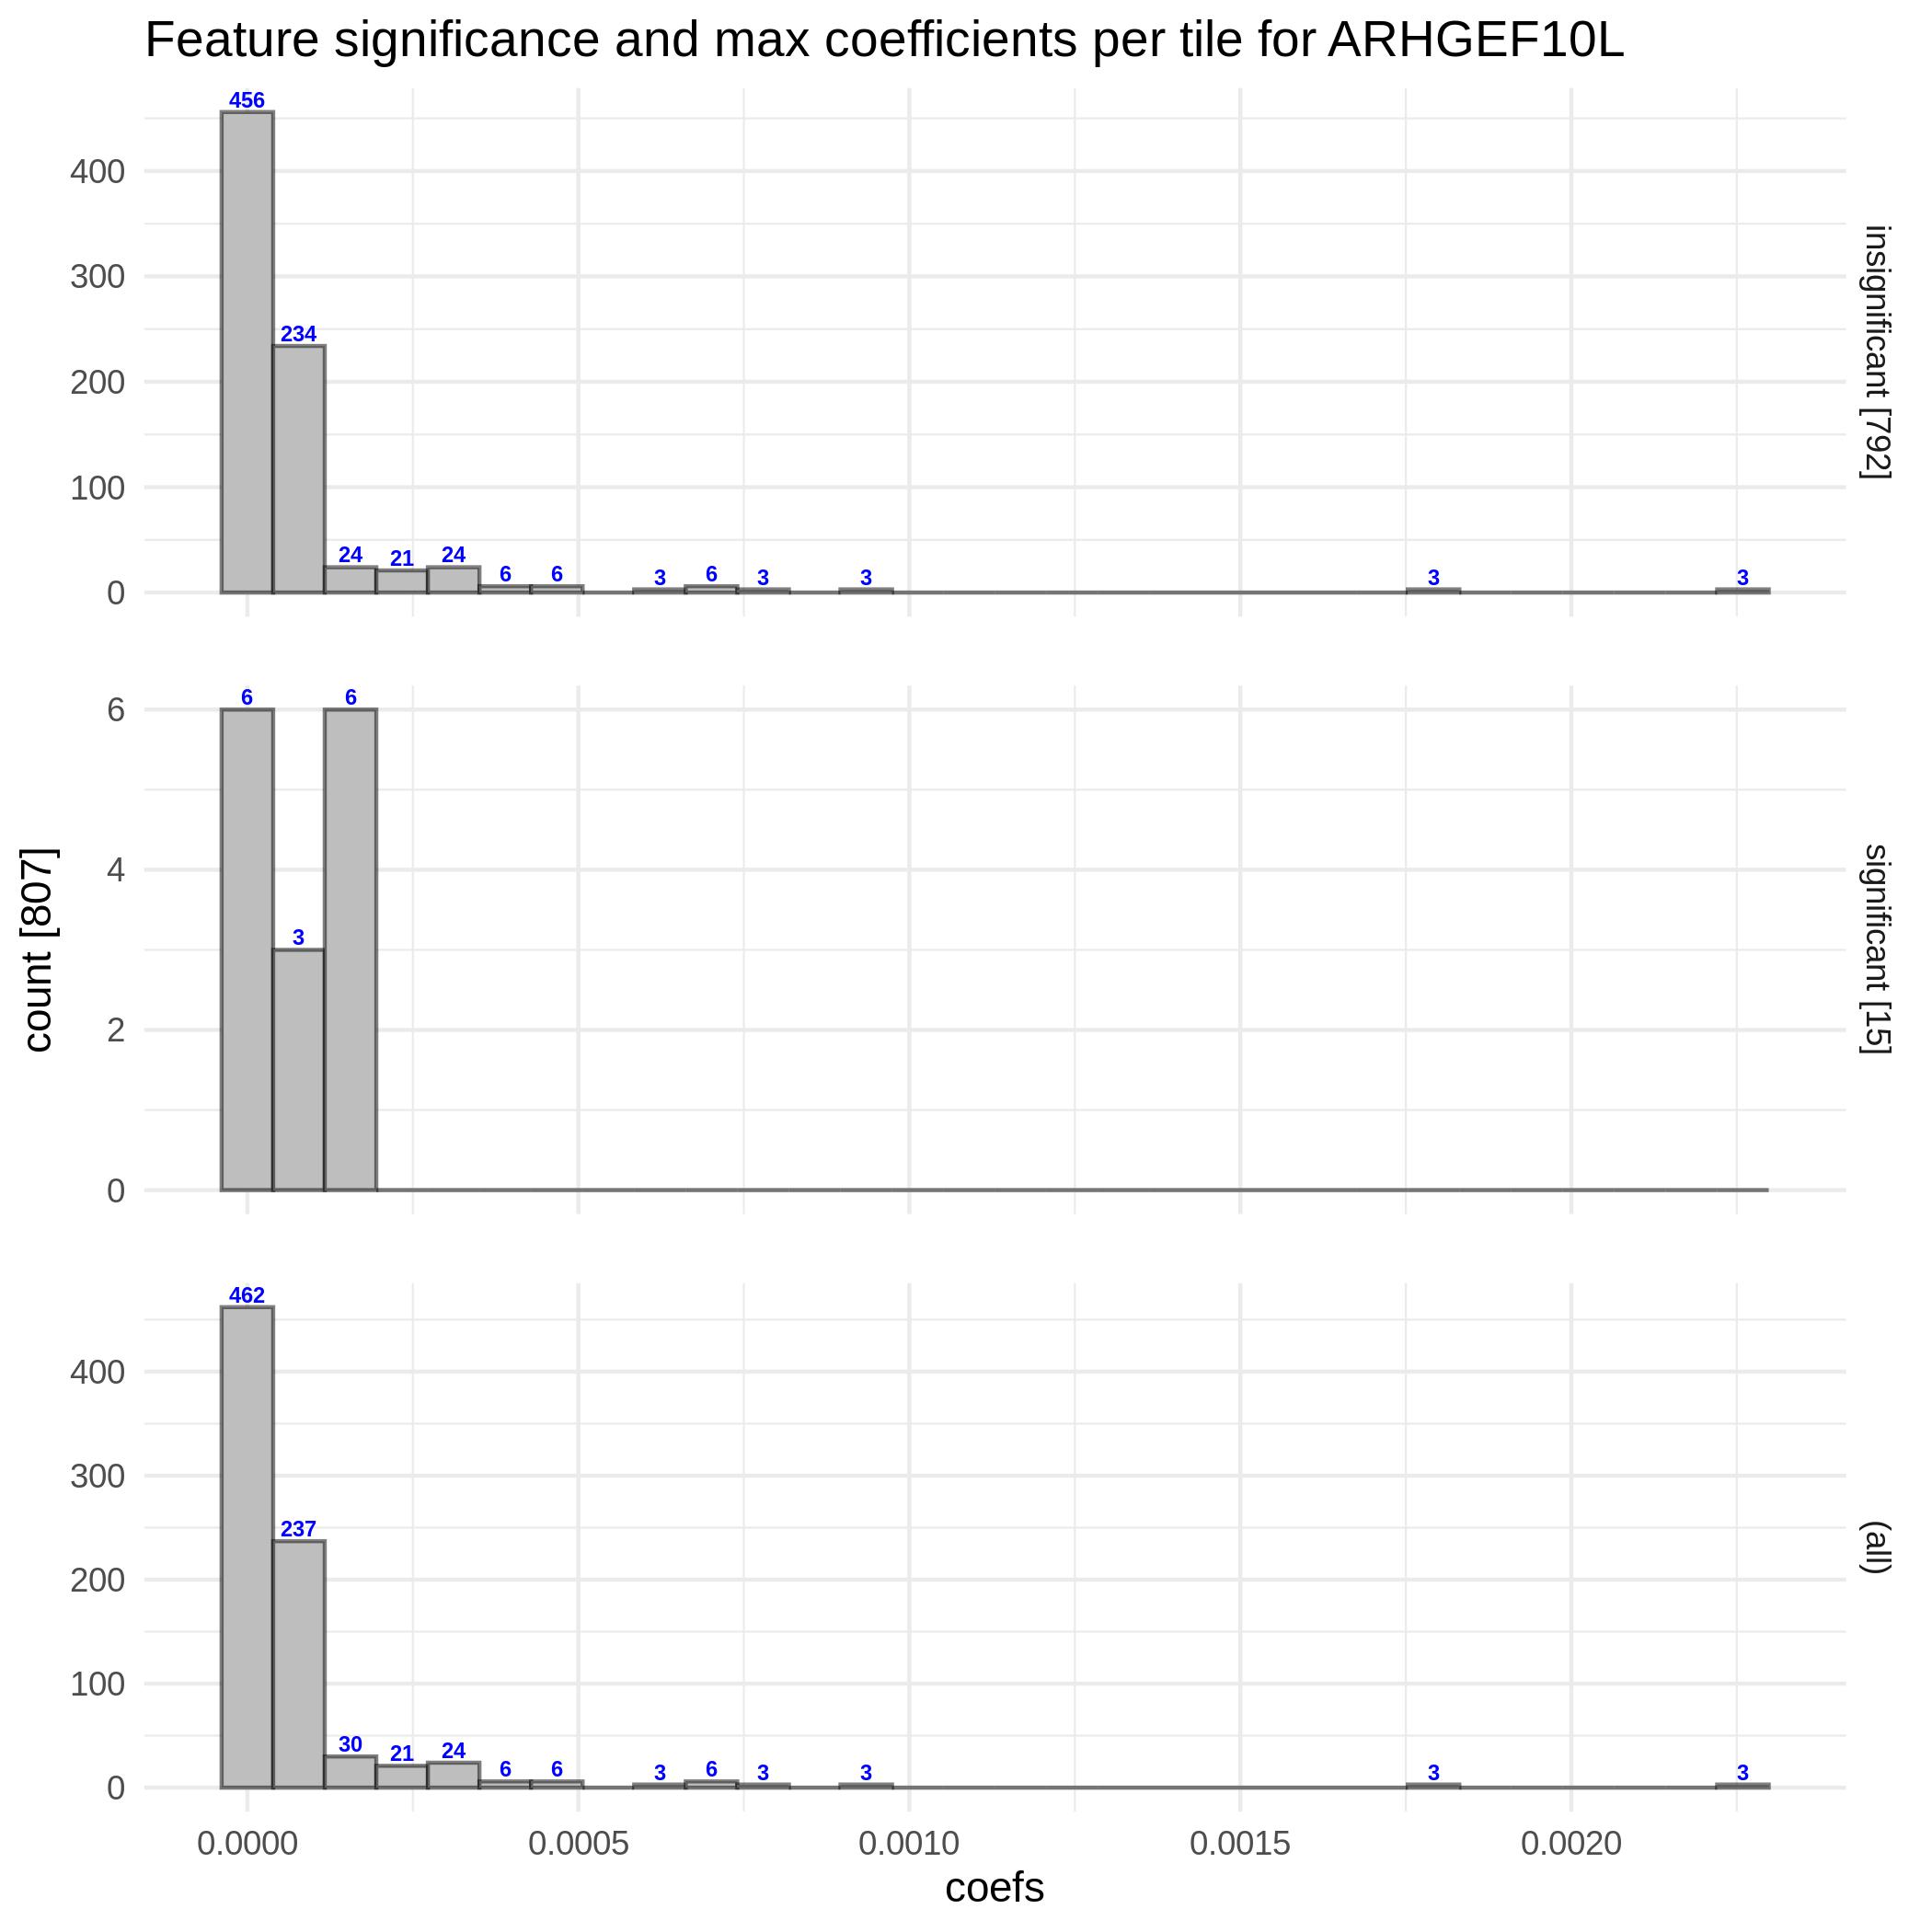 Feature significance and max coefficients per tile for ARHGEF10L
456
234
24 21 24 6 6 3 6 3 3 3 3
400
300
200
100
0
insignificant [792]
6 3 6
6
4
2
0
significant [15]
count [807]
462
237
30 21 24 6 6 3 6 3 3 3 3
400
300
200
100
0
(all)
0.0000 0.0005 0.0010 0.0015 0.0020
coefs